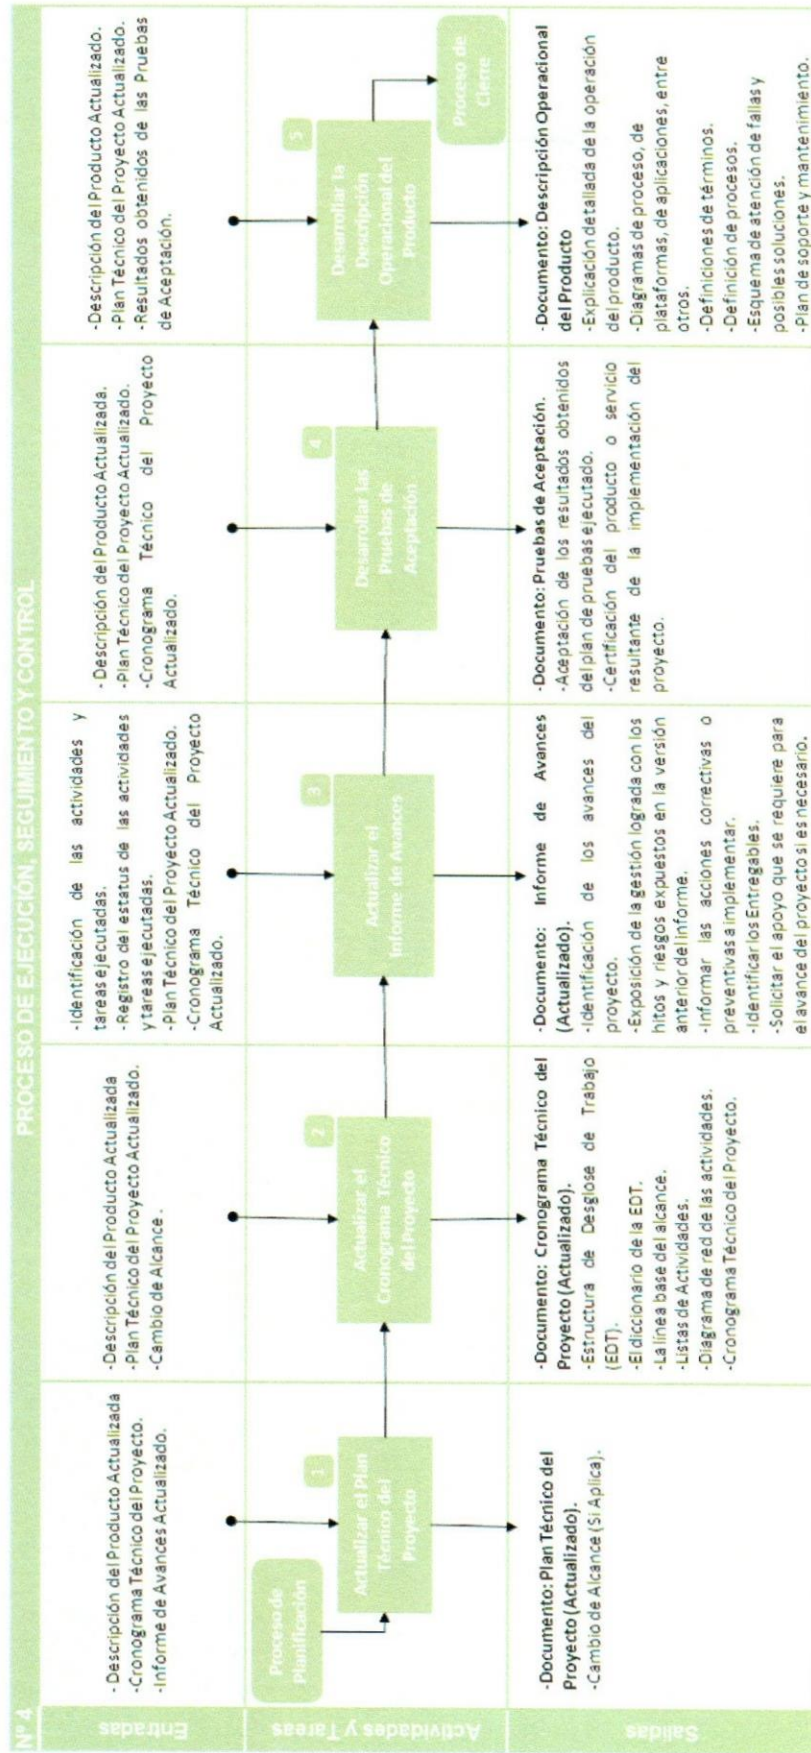 Nº 4
PROCESO DE EJECUCIÓN, SEGUIMIENTO Y CONTROL
Entradas
-Descripción del Producto Actualizada
-Cronograma Técnico del Proyecto.
-Informe de Avances Actualizado.
-Descripción del Producto Actualizada
-Plan Técnico del Proyecto Actualizado.
-Cambio de Alcance.
-Identificación de las actividades y
tareas ejecutadas.
-Registro del estatus de las actividades
y tareas ejecutadas.
-Plan Técnico del Proyecto Actualizado.
-Cronograma Técnico del Proyecto
Actualizado.
-Descripción del Producto Actualizada.
-Plan Técnico del Proyecto Actualizado.
-Cronograma Técnico del Proyecto
Actualizado.
-Descripción del Producto Actualizado.
-Plan Técnico del Proyecto Actualizado.
-Resultados obtenidos de las Pruebas
de Aceptación.
Actividades y Tareas
Proceso de
Planificación
1
Actualizar el Plan
Técnico del
Proyecto
2
Actualizar el
Cronograma Técnico
del Proyecto
3
Actualizar el
Informe de Avances
4
Desarrollar las
Pruebas de
Aceptación
5
Desarrollar la
Descripción
Operacional del
Producto
Proceso de
Cierre
Salidas
-Documento: Plan Técnico del
Proyecto (Actualizado).
-Cambio de Alcance (Si Aplica).
-Documento: Cronograma Técnico del
Proyecto (Actualizado).
-Estructura de Desglose de Trabajo
(EDT).
-El diccionario de la EDT.
-La línea base del alcance.
-Listas de Actividades.
-Diagrama de red de las actividades.
-Cronograma Técnico del Proyecto.
-Documento: Informe de Avances
(Actualizado).
-Identificación de los avances del
proyecto.
-Exposición de la gestión lograda con los
hitos y riesgos expuestos en la versión
anterior del informe.
-Informar las acciones correctivas o
preventivas a implementar.
-Identificar los Entregables.
-Solicitar el apoyo que se requiere para
el avance del proyecto si es necesario.
-Documento: Pruebas de Aceptación.
-Aceptación de los resultados obtenidos
del plan de pruebas ejecutado.
-Certificación del producto o servicio
resultante de la implementación del
proyecto.
-Documento: Descripción Operacional
del Producto
-Explicación detallada de la operación
del producto.
-Diagramas de proceso, de
plataformas, de aplicaciones, entre
otros.
-Definiciones de términos.
-Definición de procesos.
-Esquema de atención de fallas y
posibles soluciones.
-Plan de soporte y mantenimiento.